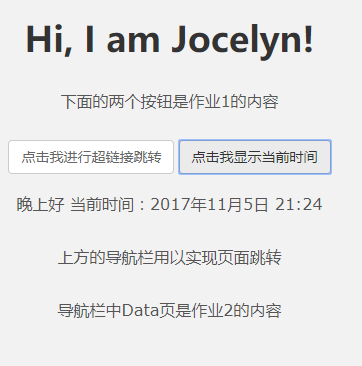 Hi, I am Jocelyn!
下面的两个按钮是作业1的内容
点击我进行超链接跳转 点击我显示当前时间
晚上好 当前时间：2017年11月5日 21:24
上方的导航栏用以实现页面跳转
导航栏中Data页是作业2的内容